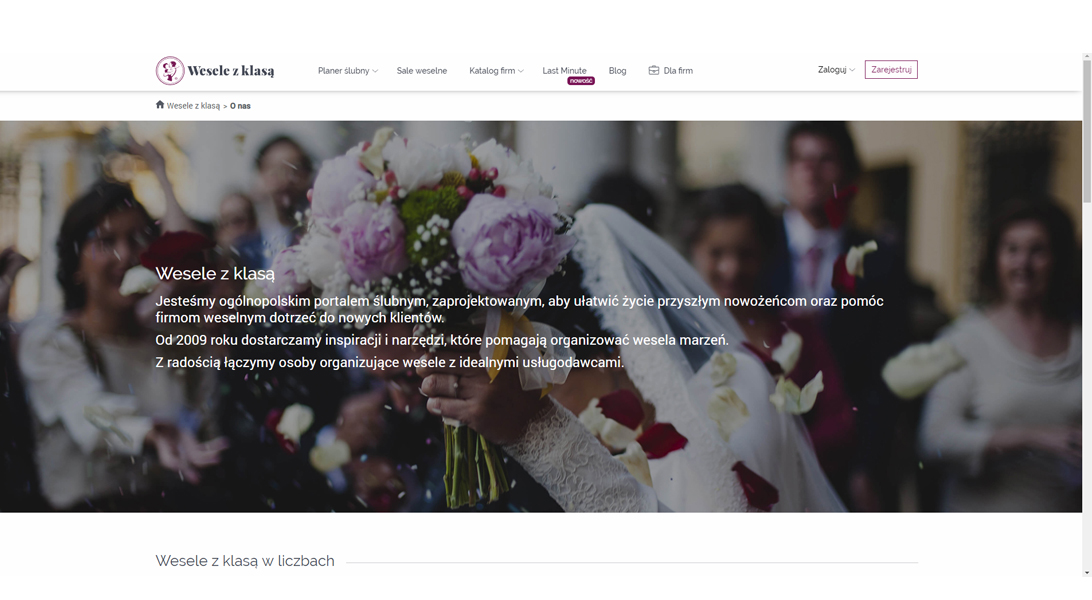 Wesele z klasą
Planer ślubny
Sale weselne
Katalog firm
Last Minute
nowość
Blog
Dla firm
Zaloguj
Zarejestruj
Wesele z klasą > O nas
Wesele z klasą
Jesteśmy ogólnopolskim portalem ślubnym, zaprojektowanym, aby ułatwić życie przyszłym nowożeńcom oraz pomóc
firmom weselnym dotrzeć do nowych klientów.
Od 2009 roku dostarczamy inspiracji i narzędzi, które pomagają organizować wesela marzeń.
Z radością łączymy osoby organizujące wesele z idealnymi usługodawcami.
Wesele z klasą w liczbach